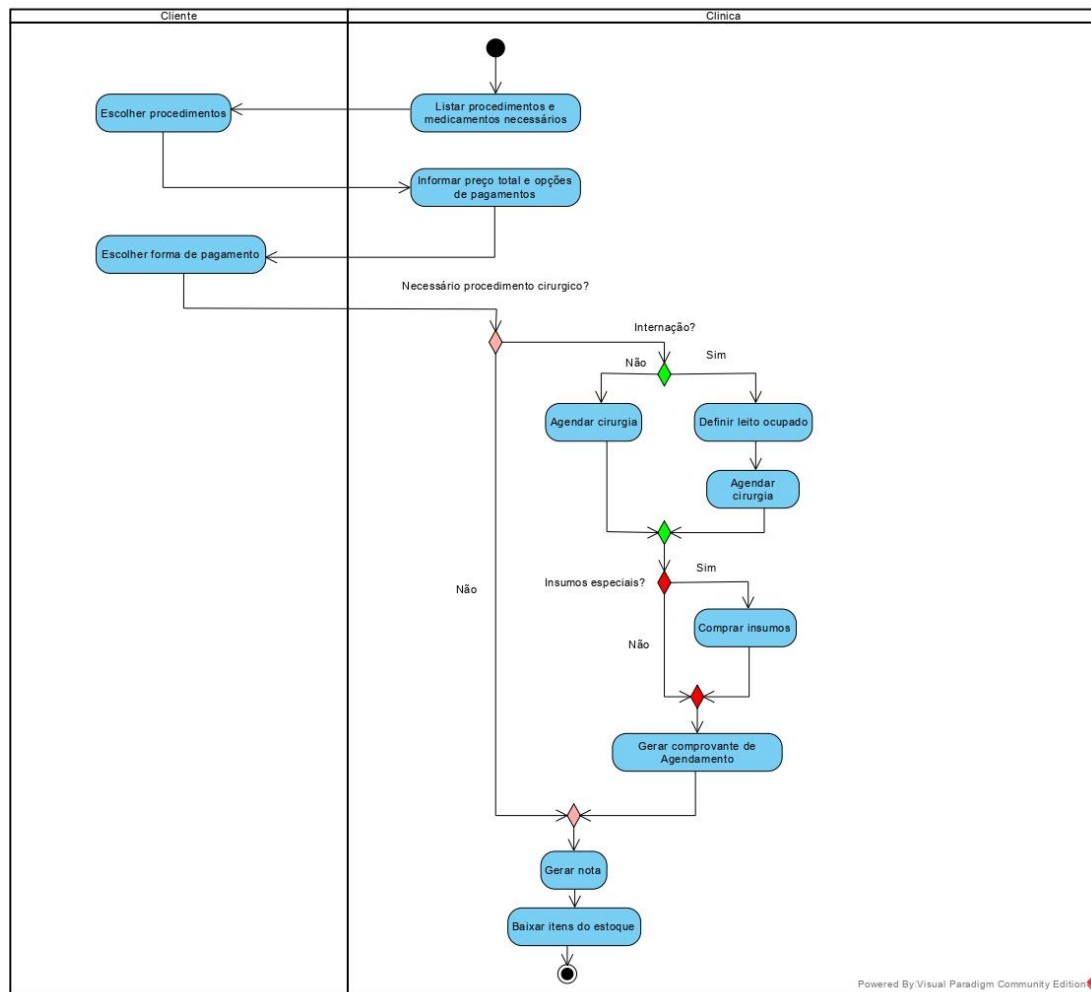 Cliente
Clinica
Listar procedimentos e
medicamentos necessários
Escolher procedimentos
Informar preço total e opções
de pagamentos
Escolher forma de pagamento
Necessário procedimento cirurgico?
Internação?
Não
Sim
Agendar cirurgia
Definir leito ocupado
Agendar
cirurgia
Insumos especiais?
Sim
Não
Comprar insumos
Não
Gerar comprovante de
Agendamento
Gerar nota
Baixar itens do estoque
Powered By Visual Paradigm Community Edition